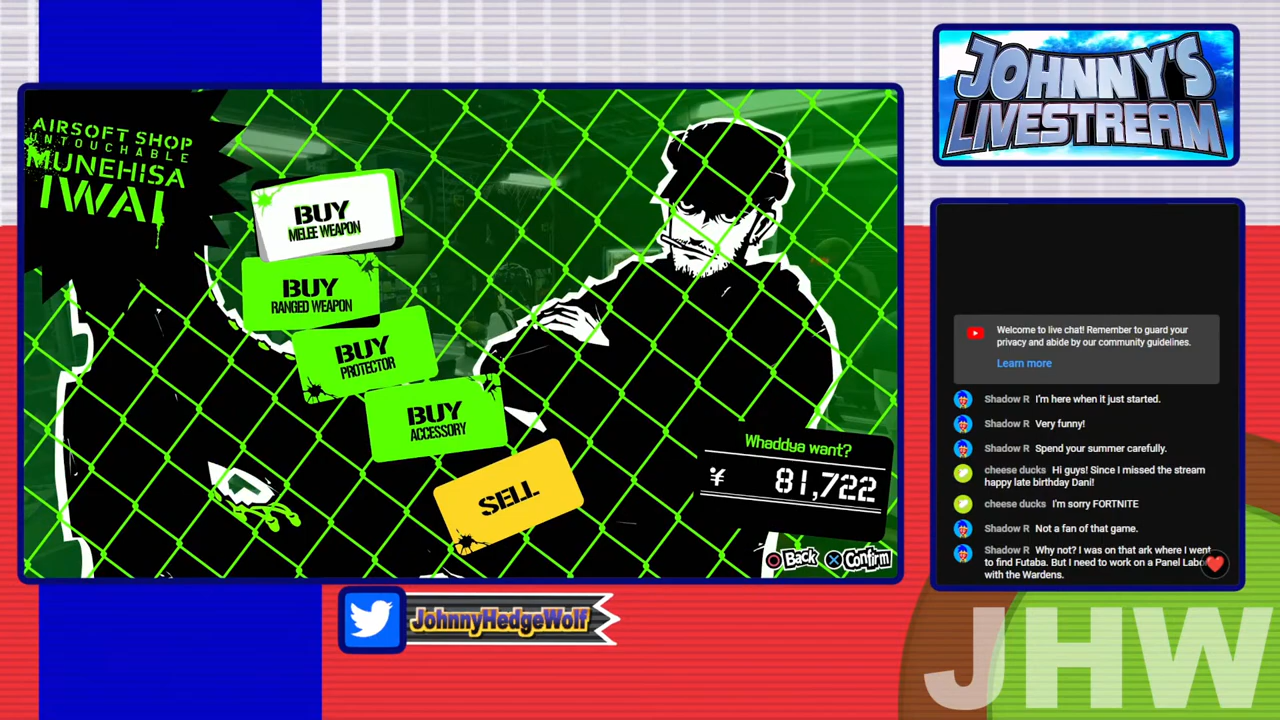 AIRSOFT SHOP
UNTOUCHABLE
MUNEHISA
IWAI
BUY
MELEE WEAPON
BUY
RANGED WEAPON
BUY
PROTECTOR
BUY
ACCESSORY
SELL
Whaddya want?
¥ 81,722
Back Confirm
JohnnyHedgeWolf
JOHNNY'S
LIVESTREAM
Welcome to live chat! Remember to guard your
privacy and abide by our community guidelines.
Learn more
Shadow R I'm here when it just started.
Shadow R Very funny!
Shadow R Spend your summer carefully.
cheese ducks Hi guys! Since I missed the stream
happy late birthday Dani!
cheese ducks I'm sorry FORTNITE
Shadow R Not a fan of that game.
Shadow R Why not? I was on that ark where I went
to find Futaba. But I need to work on a Panel
with the Wardens.
JHW